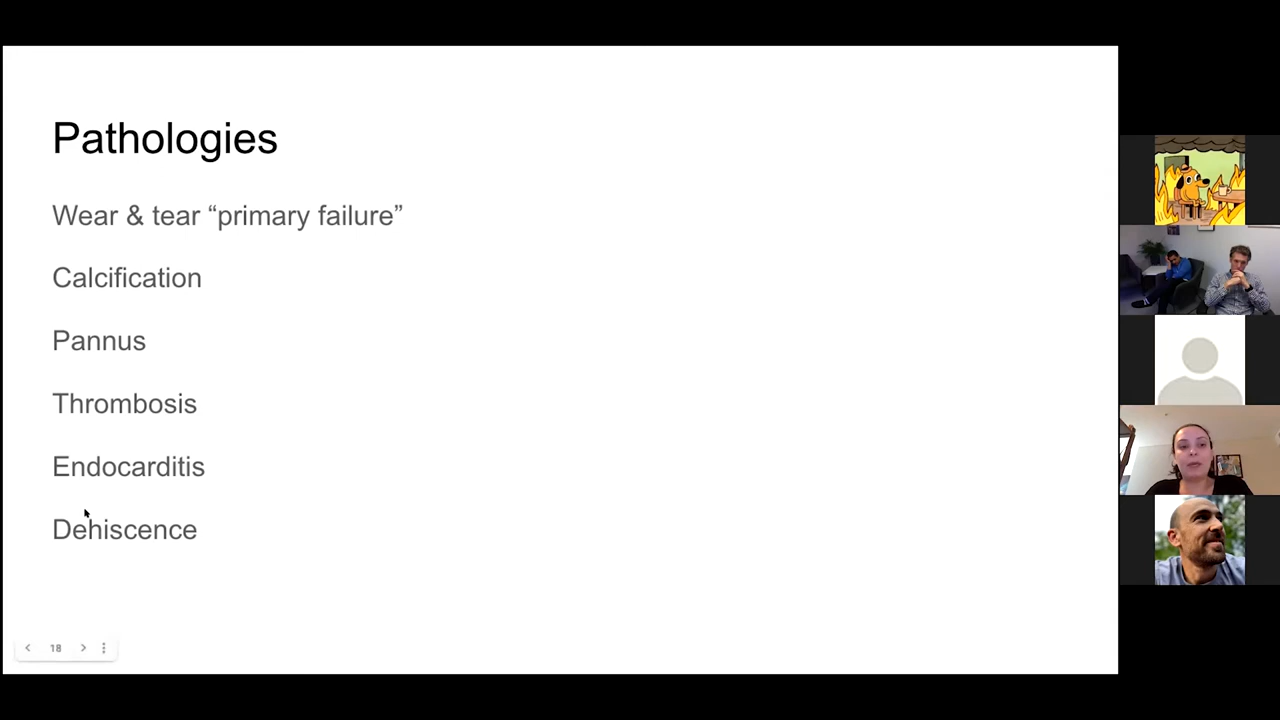 Pathologies
Wear & tear “primary failure”
Calcification
Pannus
Thrombosis
Endocarditis
Dehiscence
18